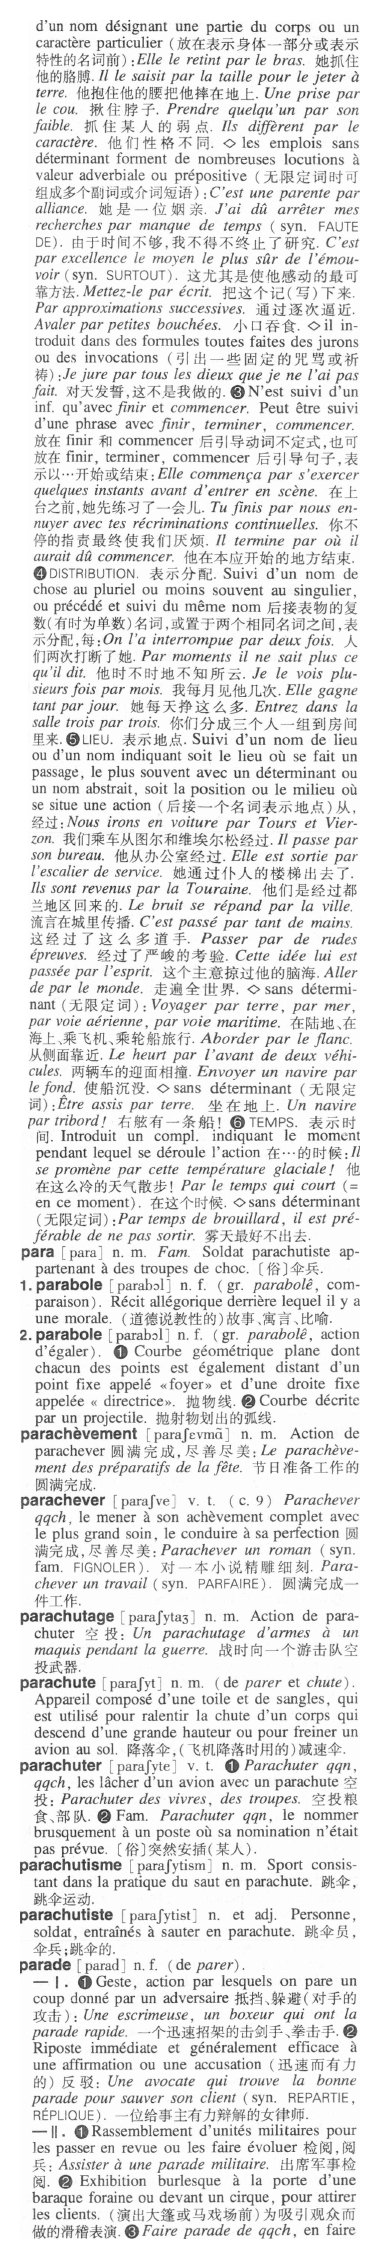 d'un nom désignant une partie du corps ou un
caractère particulier (放在表示身体一部分或表示
特性的名词前):Elle le retint par le bras. 她抓住
他的胳膊. Il le saisit par la taille pour le jeter à
terre. 他抱住他的腰把他摔在地上. Une prise par
le cou. 揪住脖子. Prendre quelqu'un par son
faible. 抓住某人的弱点. Ils diffèrent par le
caractère. 他们性格不同. ◇ les emplois sans
déterminant forment de nombreuses locutions à
valeur adverbiale ou prépositive (无限定词时可
组成多个副词或介词短语):C'est une parente par
alliance. 她是一位姻亲. J'ai dû arrêter mes
recherches par manque de temps (syn. FAUTE
DE). 由于时间不够,我不得不终止了研究. C'est
par excellence le moyen le plus sûr de l'émou-
voir (syn. SURTOUT). 这尤其是使他感动的最可
靠方法. Mettez-le par écrit. 把这个记(写)下来.
Par approximations successives. 通过逐次逼近.
Avaler par petites bouchées. 小口吞食. ◇ il in-
troduit dans des formules toutes faites des jurons
ou des invocations (引出一些固定的咒骂或祈
祷):Je jure par tous les dieux que je ne l'ai pas
fait. 对天发誓,这不是我做的. ❸ N'est suivi d'un
inf. qu'avec finir et commencer. Peut être suivi
d'une phrase avec finir, terminer, commencer.
放在 finir 和 commencer 后引导动词不定式,也可
放在 finir, terminer, commencer 后引导句子,表
示以…开始或结束:Elle commença par s'exercer
quelques instants avant d'entrer en scène. 在上
台之前,她先练习了一会儿. Tu finis par nous en-
nuyer avec tes récriminations continuelles. 你不
停的指责最终使我们厌烦. Il termine par où il
aurait dû commencer. 他在本应开始的地方结束.
❹ DISTRIBUTION. 表示分配. Suivi d'un nom de
chose au pluriel ou moins souvent au singulier,
ou précédé et suivi du même nom 后接表物的复
数(有时为单数)名词,或置于两个相同名词之间,表
示分配,每:On l'a interrompue par deux fois. 人
们两次打断了她. Par moments il ne sait plus ce
qu'il dit. 他时不时地不知所云. Je le vois plu-
sieurs fois par mois. 我每月见他几次. Elle gagne
tant par jour. 她每天挣这么多. Entrez dans la
salle trois par trois. 你们分成三个人一组到房间
里来. ❺ LIEU. 表示地点. Suivi d'un nom de lieu
ou d'un nom indiquant soit le lieu où se fait un
passage, le plus souvent avec un déterminant ou
un nom abstrait, soit la position ou le milieu où
se situe une action (后接一个名词表示地点)从,
经过:Nous irons en voiture par Tours et Vier-
zon. 我们乘车从图尔和维埃尔松经过. Il passe par
son bureau. 他从办公室经过. Elle est sortie par
l'escalier de service. 她通过仆人的楼梯出去了.
Ils sont revenus par la Touraine. 他们是经过都
兰地区回来的. Le bruit se répand par la ville.
流言在城里传播. C'est passé par tant de mains.
这经过了这么多道手. Passer par de rudes
épreuves. 经过了严峻的考验. Cette idée lui est
passée par l'esprit. 这个主意掠过他的脑海. Aller
de par le monde. 走遍全世界. ◇ sans détermi-
nant (无限定词):Voyager par terre, par mer,
par voie aérienne, par voie maritime. 在陆地、在
海上、乘飞机、乘轮船旅行. Aborder par le flanc.
从侧面靠近. Le heurt par l'avant de deux véhi-
cules. 两辆车的迎面相撞. Envoyer un navire par
le fond. 使船沉没. ◇ sans déterminant (无限定
词):Être assis par terre. 坐在地上. Un navire
par tribord! 右舷有一条船! ❻ TEMPS. 表示时
间. Introduit un compl. indiquant le moment
pendant lequel se déroule l'action 在…的时候:Il
se promène par cette température glaciale! 他
在这么冷的天气散步! Par le temps qui court (=
en ce moment). 在这个时候. ◇ sans déterminant
(无限定词):Par temps de brouillard, il est pré-
férable de ne pas sortir. 雾天最好不出去.
para [para] n. m. Fam. Soldat parachutiste ap-
partenant à des troupes de choc. 〔俗〕伞兵.
1. parabole [parabɔl] n. f. (gr. parabolê, com-
paraison). Récit allégorique derrière lequel il y a
une morale. (道德说教性的)故事、寓言、比喻.
2. parabole [parabɔl] n. f. (gr. parabolê, action
d'égaler). ❶ Courbe géométrique plane dont
chacun des points est également distant d'un
point fixe appelé «foyer» et d'une droite fixe
appelée « directrice». 抛物线. ❷ Courbe décrite
par un projectile. 抛射物划出的弧线.
parachèvement [paraʃɛvmɑ̃] n. m. Action de
parachever 圆满完成,尽善尽美:Le parachève-
ment des préparatifs de la fête. 节日准备工作的
圆满完成.
parachever [paraʃve] v. t. (c. 9) Parachever
qqch, le mener à son achèvement complet avec
le plus grand soin, le conduire à sa perfection 圆
满完成,尽善尽美:Parachever un roman (syn.
fam. FIGNOLER). 对一本小说精雕细刻. Para-
chever un travail (syn. PARFAIRE). 圆满完成一
件工作.
parachutage [paraʃytaʒ] n. m. Action de para-
chuter 空投: Un parachutage d'armes à un
maquis pendant la guerre. 战时向一个游击队空
投武器.
parachute [paraʃyt] n. m. (de parer et chute).
Appareil composé d'une toile et de sangles, qui
est utilisé pour ralentir la chute d'un corps qui
descend d'une grande hauteur ou pour freiner un
avion au sol. 降落伞,(飞机降落时用的)减速伞.
parachuter [paraʃyte] v. t. ❶ Parachuter qqn,
qqch, les lâcher d'un avion avec un parachute 空
投: Parachuter des vivres, des troupes. 空投粮
食、部队. ❷ Fam. Parachuter qqn, le nommer
brusquement à un poste où sa nomination n'était
pas prévue. 〔俗〕突然安插(某人).
parachutisme [paraʃytism] n. m. Sport consis-
tant dans la pratique du saut en parachute. 跳伞,
跳伞运动.
parachutiste [paraʃytist] n. et adj. Personne,
soldat, entraînés à sauter en parachute. 跳伞员,
伞兵;跳伞的.
parade [parad] n. f. (de parer).
— I. ❶ Geste, action par lesquels on pare un
coup donné par un adversaire 抵挡、躲避(对手的
攻击): Une escrimeuse, un boxeur qui ont la
parade rapide. 一个迅速招架的击剑手、拳击手. ❷
Riposte immédiate et généralement efficace à
une affirmation ou une accusation (迅速而有力
的)反驳: Une avocate qui trouve la bonne
parade pour sauver son client (syn. REPARTIE,
RÉPLIQUE). 一位给事主有力辩解的女律师.
— II. ❶ Rassemblement d'unités militaires pour
les passer en revue ou les faire évoluer 检阅,阅
兵: Assister à une parade militaire. 出席军事检
阅. ❷ Exhibition burlesque à la porte d'une
baraque foraine ou devant un cirque, pour attirer
les clients. (演出大篷或马戏场前)为吸引观众而
做的滑稽表演. ❸ Faire parade de qqch, en faire